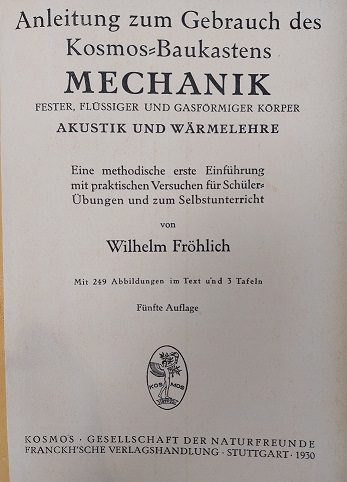 Anleitung zum Gebrauch des
Kosmos=Baukastens
MECHANIK
FESTER, FLÜSSIGER UND GASFÖRMIGER KÖRPER
AKUSTIK UND WÄRMELEHRE
Eine methodische erste Einführung
mit praktischen Versuchen für Schüler=
Übungen und zum Selbstunterricht
von
Wilhelm Fröhlich
Mit 249 Abbildungen im Text und 3 Tafeln
Fünfte Auflage
KOSMOS
KOSMOS · GESELLSCHAFT DER NATURFREUNDE
FRANCKH'SCHE VERLAGSHANDLUNG · STUTTGART · 1930